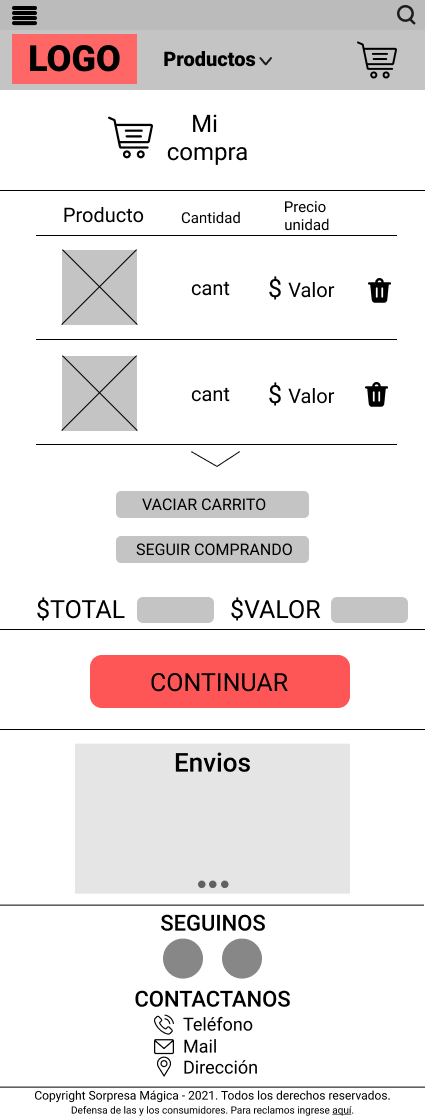 LOGO
Productos
Mi
compra
Producto
Cantidad
Precio
unidad
cant
$ Valor
cant
$ Valor
VACIAR CARRITO
SEGUIR COMPRANDO
$TOTAL
$VALOR
CONTINUAR
Envios
SEGUINOS
CONTACTANOS
Teléfono
Mail
Dirección
Copyright Sorpresa Mágica - 2021. Todos los derechos reservados.
Defensa de las y los consumidores. Para reclamos ingrese aquí.